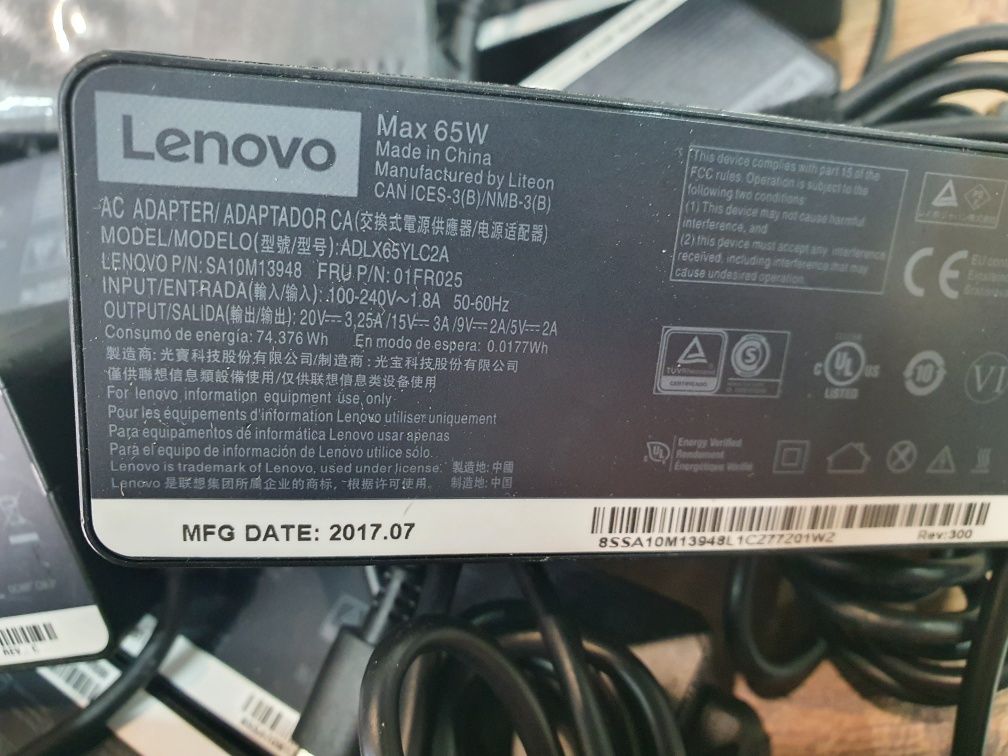 Lenovo
Max 65W
Made in China
Manufactured by Liteon
CAN ICES-3(B)/NMB-3(B)
AC ADAPTER/ ADAPTADOR CA(交換式電源供應器/电源适配器)
MODEL/MODELO(型號/型号):ADLX65YLC2A
LENOVO P/N: SA10M13948 FRU P/N: 01FR025
INPUT/ENTRADA(輸入/输入): 100-240V~1.8A 50-60Hz
OUTPUT/SALIDA(輸出/输出): 20V⎓3,25A /15V⎓3A /9V⎓2A/5V⎓2A
Consumo de energía: 74.376 Wh En modo de espera: 0.0177Wh
製造商: 光寶科技股份有限公司/制造商: 光宝科技股份有限公司
僅供聯想信息類設備使用/仅供联想信息类设备使用
For lenovo information equipment use only
Pour les équipements d'information Lenovo utiliser uniquement
Para equipamentos de informática Lenovo usar apenas
Para el equipo de información de Lenovo utilice sólo.
Lenovo is trademark of Lenovo, used under license. 製造地: 中國
Lenovo 是联想集团所属企业的商标, 根据许可使用. 制造地: 中国
This device complies with part 15 of the
FCC rules. Operation is subject to the
following two conditions:
(1) This device may not cause harmful
interference, and
(2) this device must accept any interference
received, including interference that may
cause undesired operation.
CE
EU
TÜVRheinland
CERTIFICADO
S
c UL US
LISTED
10
VI
UL
Energy Verified
Rendement
Énergétique Vérifié
MFG DATE: 2017.07
8SSA10M13948L1CZ77Z01WZ
Rev:300
REV. C